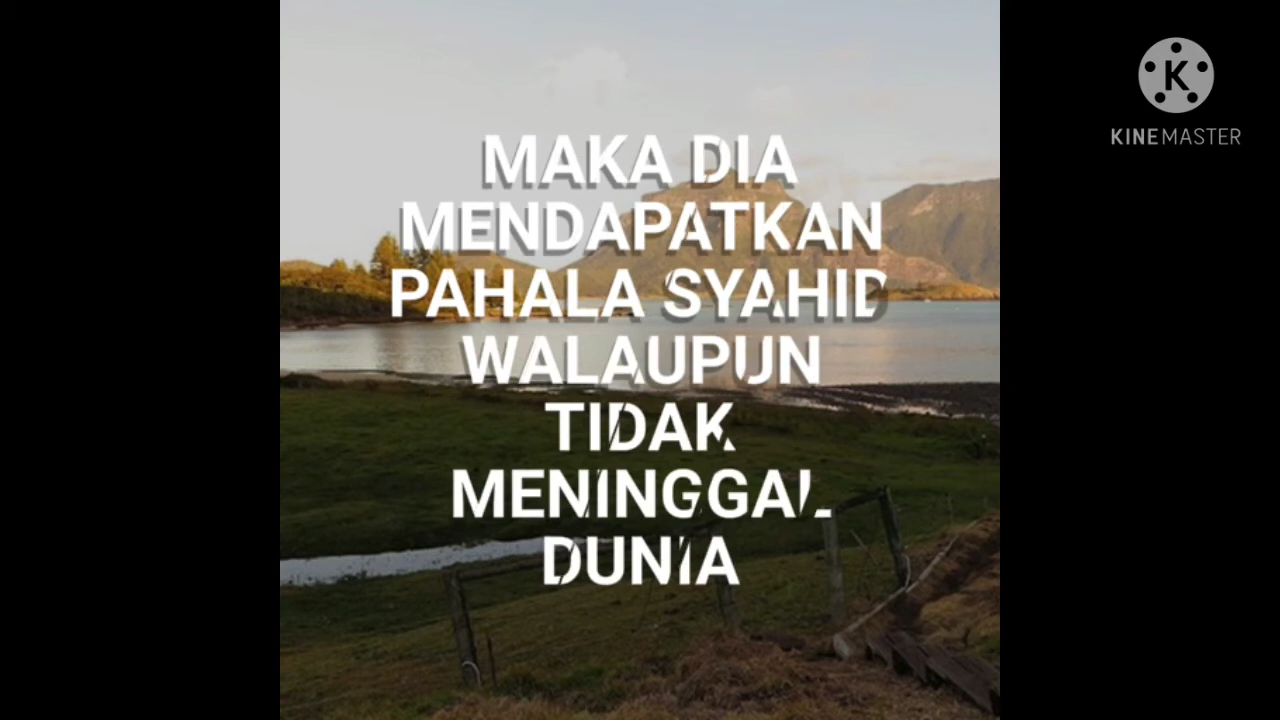 MAKA DIA
MENDAPATKAN
PAHALA SYAHID
WALAUPUN
TIDAK
MENINGGAL
DUNIA
K
KINEMASTER